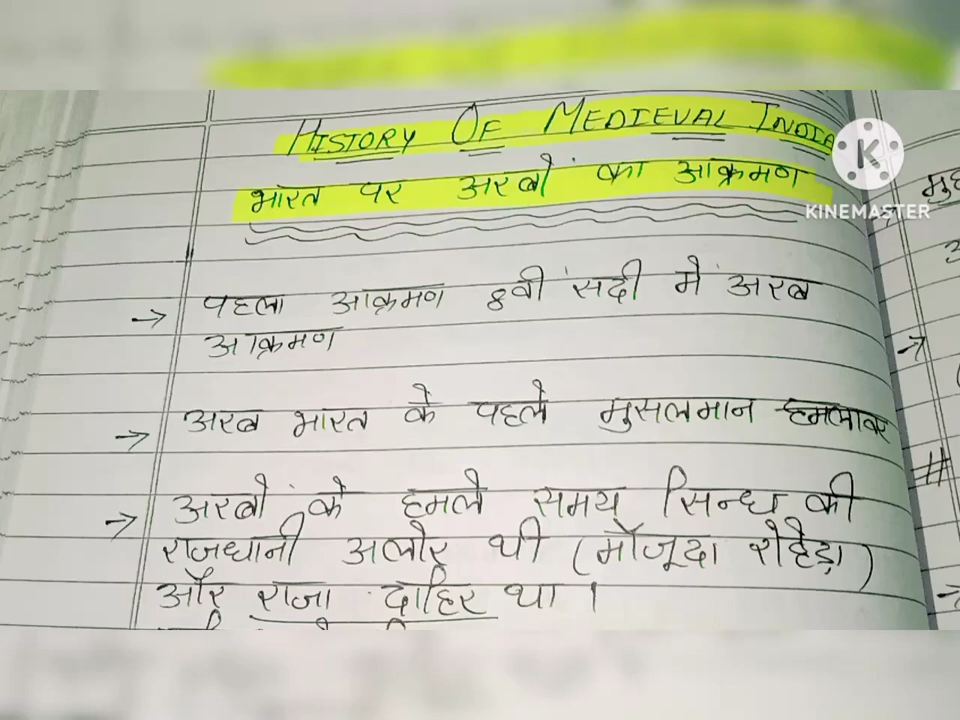 HISTORY OF MEDIEVAL INDIA
भारत पर अरबों का आक्रमण
K
KINEMASTER
→ पहला आक्रमण 8वीं सदी में अरब
आक्रमण
→ अरब भारत के पहले मुसलमान हमलावर
→ अरबों के हमले समय सिन्ध की
राजधानी अलोर थी (मौजूदा रोहेड़ा)
और राजा दाहिर था।
#